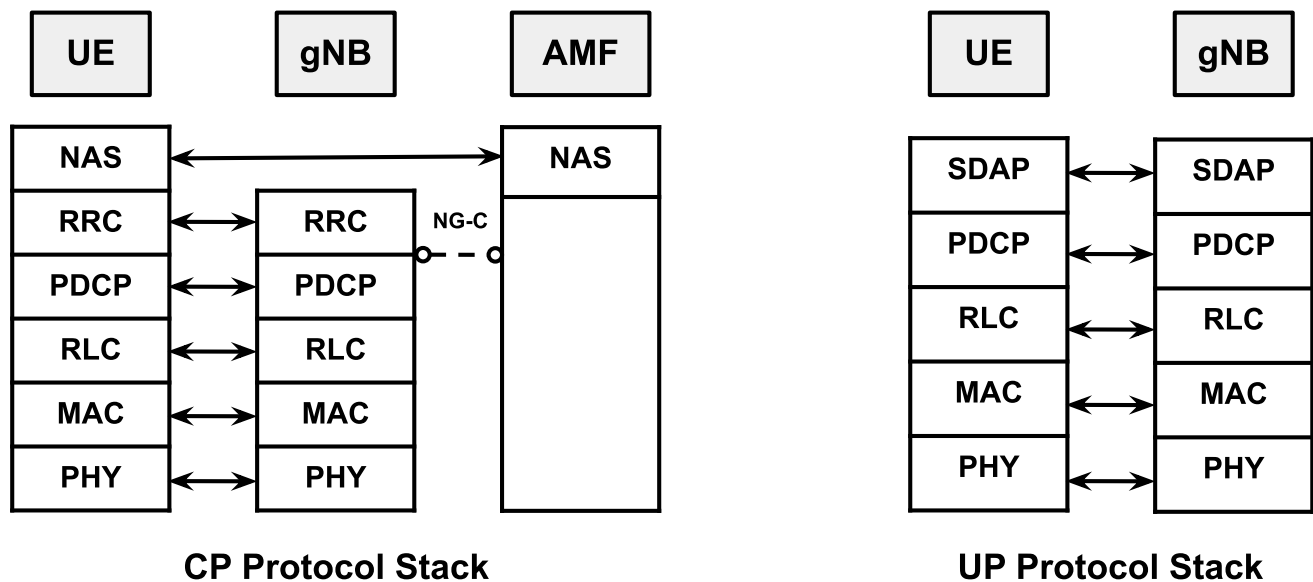 UE gNB AMF
NAS NAS
RRC RRC NG-C
PDCP PDCP
RLC RLC
MAC MAC
PHY PHY
CP Protocol Stack
UE gNB
SDAP SDAP
PDCP PDCP
RLC RLC
MAC MAC
PHY PHY
UP Protocol Stack